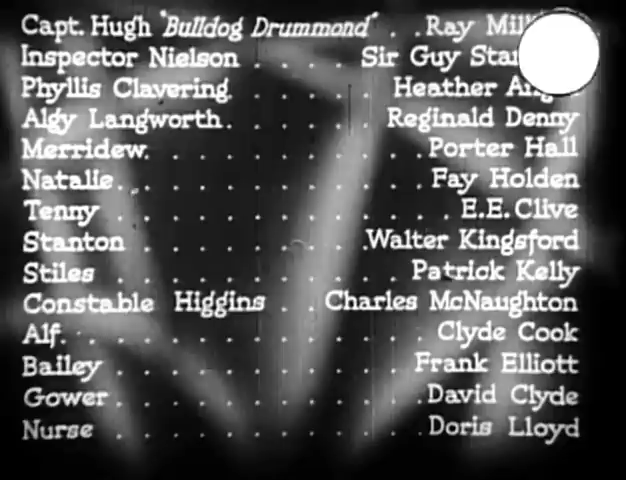 Capt. Hugh "Bulldog Drummond" . . Ray
Inspector Nielson . . . . . Sir Guy
Phyllis Clavering. . . . . . Heather
Algy Langworth. . . . . . Reginald Denny
Merridew. . . . . . . . . . . Porter Hall
Natalie. . . . . . . . . . . . Fay Holden
Tenny . . . . . . . . . . . . . E.E. Clive
Stanton . . . . . . . . . Walter Kingsford
Stiles . . . . . . . . . . . Patrick Kelly
Constable Higgins . . Charles McNaughton
Alf. . . . . . . . . . . . . . Clyde Cook
Bailey . . . . . . . . . . . Frank Elliott
Gower . . . . . . . . . . . . David Clyde
Nurse . . . . . . . . . . . . Doris Lloyd